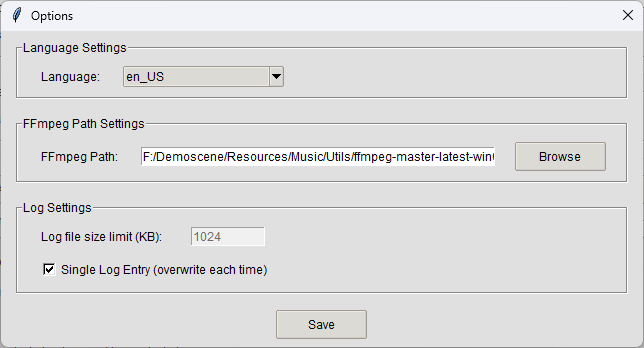 Options
Language Settings
Language: en_US
FFmpeg Path Settings
FFmpeg Path: F:/Demoscene/Resources/Music/Utils/ffmpeg-master-latest-win Browse
Log Settings
Log file size limit (KB): 1024
Single Log Entry (overwrite each time)
Save